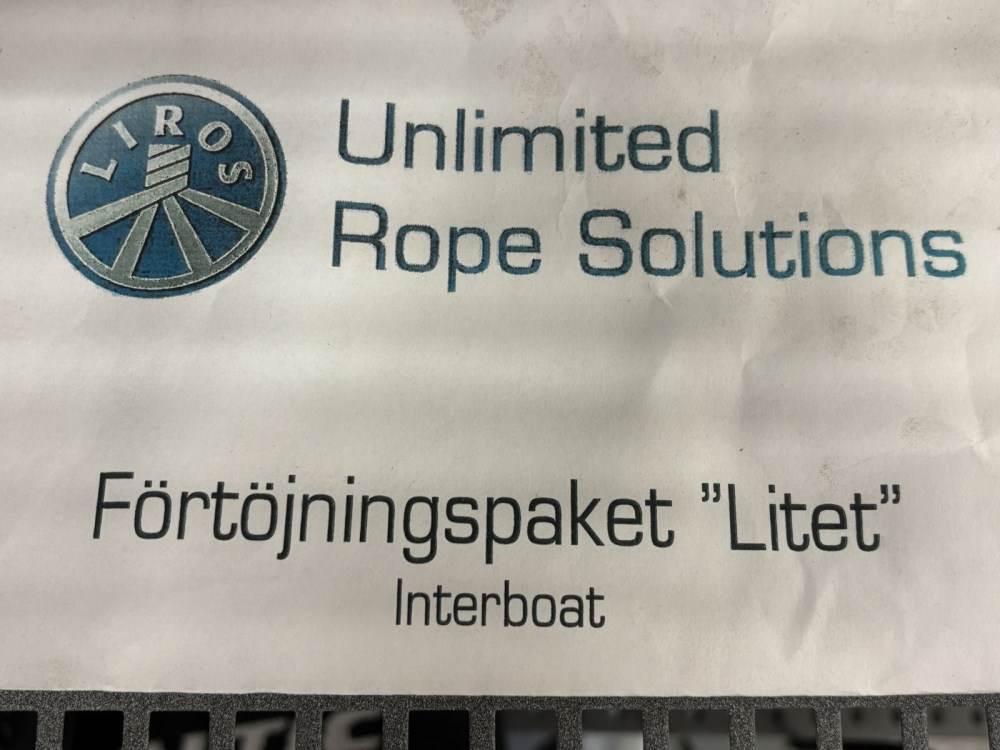 LIROS
Unlimited
Rope Solutions
Förtöjningspaket ”Litet”
Interboat